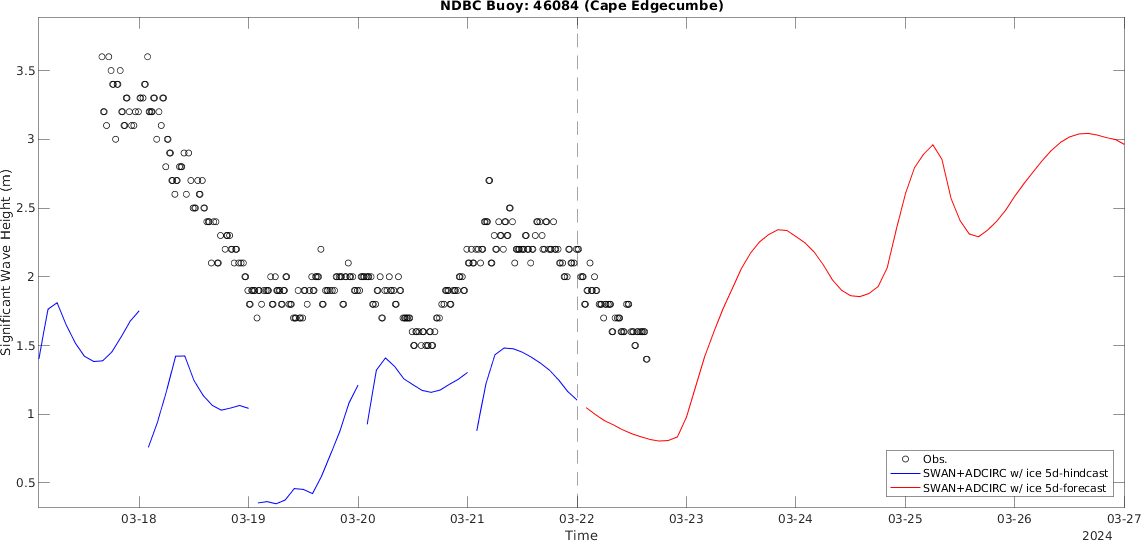 NDBC Buoy: 46084 (Cape Edgecumbe)
Significant Wave Height (m)
3.5
3
2.5
2
1.5
1
0.5
Obs.
SWAN+ADCIRC w/ ice 5d-hindcast
SWAN+ADCIRC w/ ice 5d-forecast
03-18 03-19 03-20 03-21 03-22 03-23 03-24 03-25 03-26 03-27
Time
2024